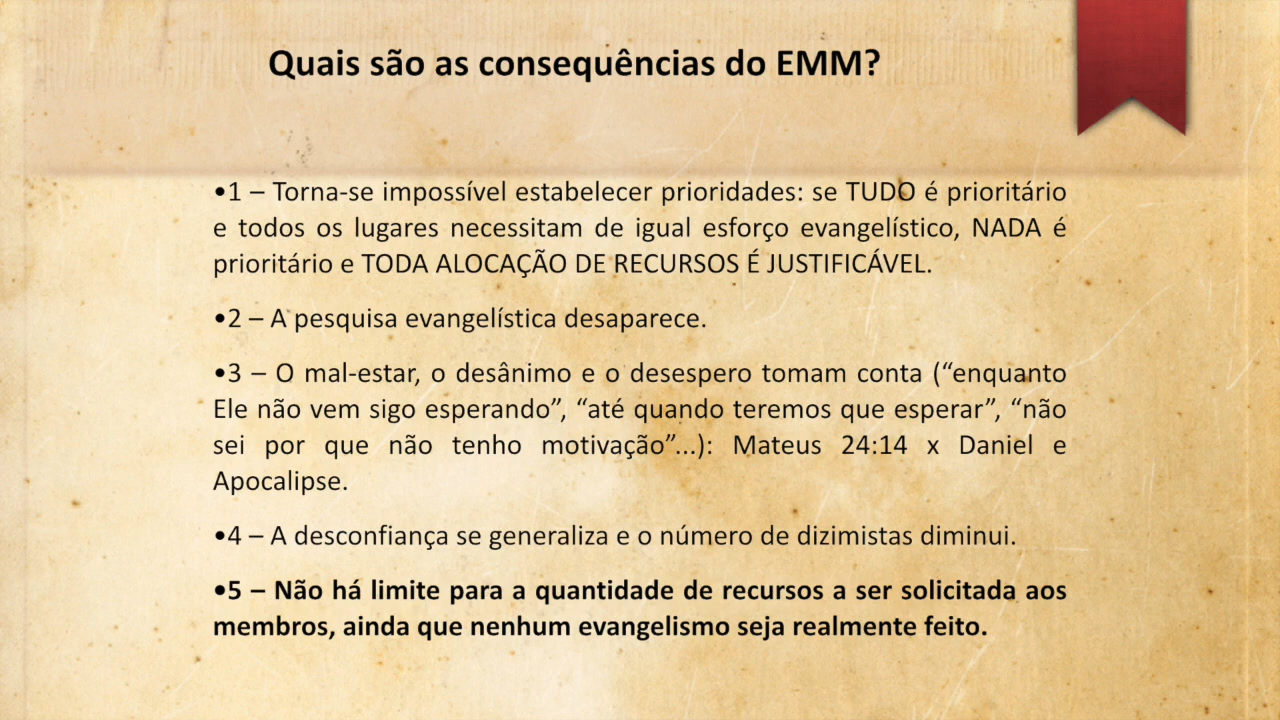 Quais são as consequências do EMM?
•1 – Torna-se impossível estabelecer prioridades: se TUDO é prioritário
e todos os lugares necessitam de igual esforço evangelístico, NADA é
prioritário e TODA ALOCAÇÃO DE RECURSOS É JUSTIFICÁVEL.
•2 – A pesquisa evangelística desaparece.
•3 – O mal-estar, o desânimo e o desespero tomam conta (“enquanto
Ele não vem sigo esperando”, “até quando teremos que esperar”, “não
sei por que não tenho motivação”...): Mateus 24:14 x Daniel e
Apocalipse.
•4 – A desconfiança se generaliza e o número de dizimistas diminui.
•5 – Não há limite para a quantidade de recursos a ser solicitada aos
membros, ainda que nenhum evangelismo seja realmente feito.